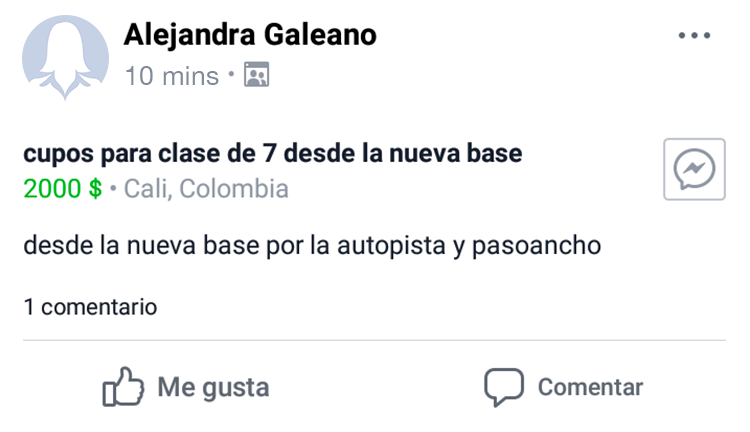 Alejandra Galeano
10 mins •
cupos para clase de 7 desde la nueva base
2000 $ • Cali, Colombia
desde la nueva base por la autopista y pasoancho
1 comentario
Me gusta
Comentar